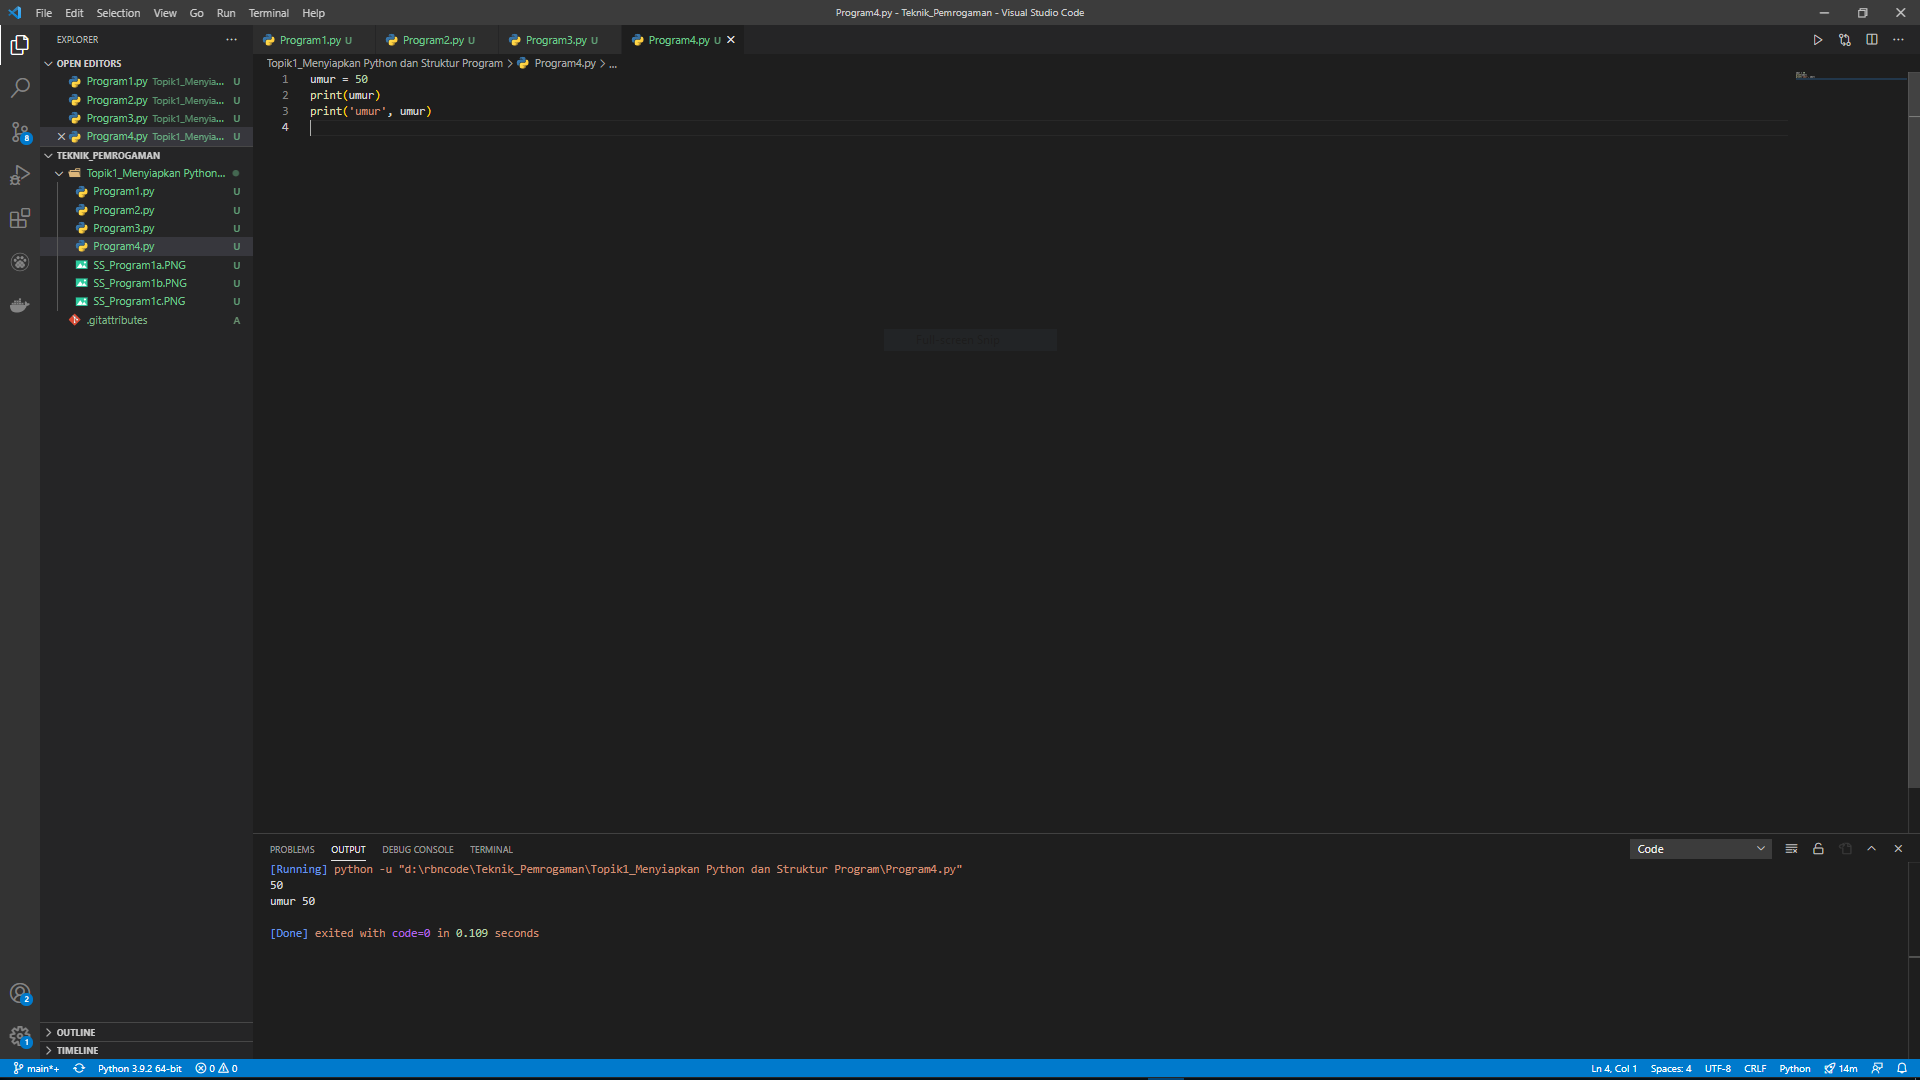 File Edit Selection View Go Run Terminal Help
Program4.py - Teknik_Pemrogaman - Visual Studio Code
EXPLORER
OPEN EDITORS
Program1.py Topik1_Menyia... U
Program2.py Topik1_Menyia... U
Program3.py Topik1_Menyia... U
Program4.py Topik1_Menyia... U
TEKNIK_PEMROGAMAN
Topik1_Menyiapkan Python...
Program1.py U
Program2.py U
Program3.py U
Program4.py U
SS_Program1a.PNG U
SS_Program1b.PNG U
SS_Program1c.PNG U
.gitattributes A
OUTLINE
TIMELINE
8
2
1
Program1.py U Program2.py U Program3.py U Program4.py U
Topik1_Menyiapkan Python dan Struktur Program > Program4.py > ...
1 umur = 50
2 print(umur)
3 print('umur', umur)
4
Full-screen Snip
PROBLEMS OUTPUT DEBUG CONSOLE TERMINAL
Code
[Running] python -u "d:\rbncode\Teknik_Pemrogaman\Topik1_Menyiapkan Python dan Struktur Program\Program4.py"
50
umur 50
[Done] exited with code=0 in 0.109 seconds
main*+ Python 3.9.2 64-bit 0 0
Ln 4, Col 1 Spaces: 4 UTF-8 CRLF Python 14m